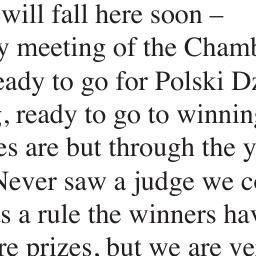 will fall here soon –
y meeting of the Chamb
eady to go for Polski Dz
, ready to go to winning
es are but through the y
Never saw a judge we c
s a rule the winners hav
re prizes, but we are ve